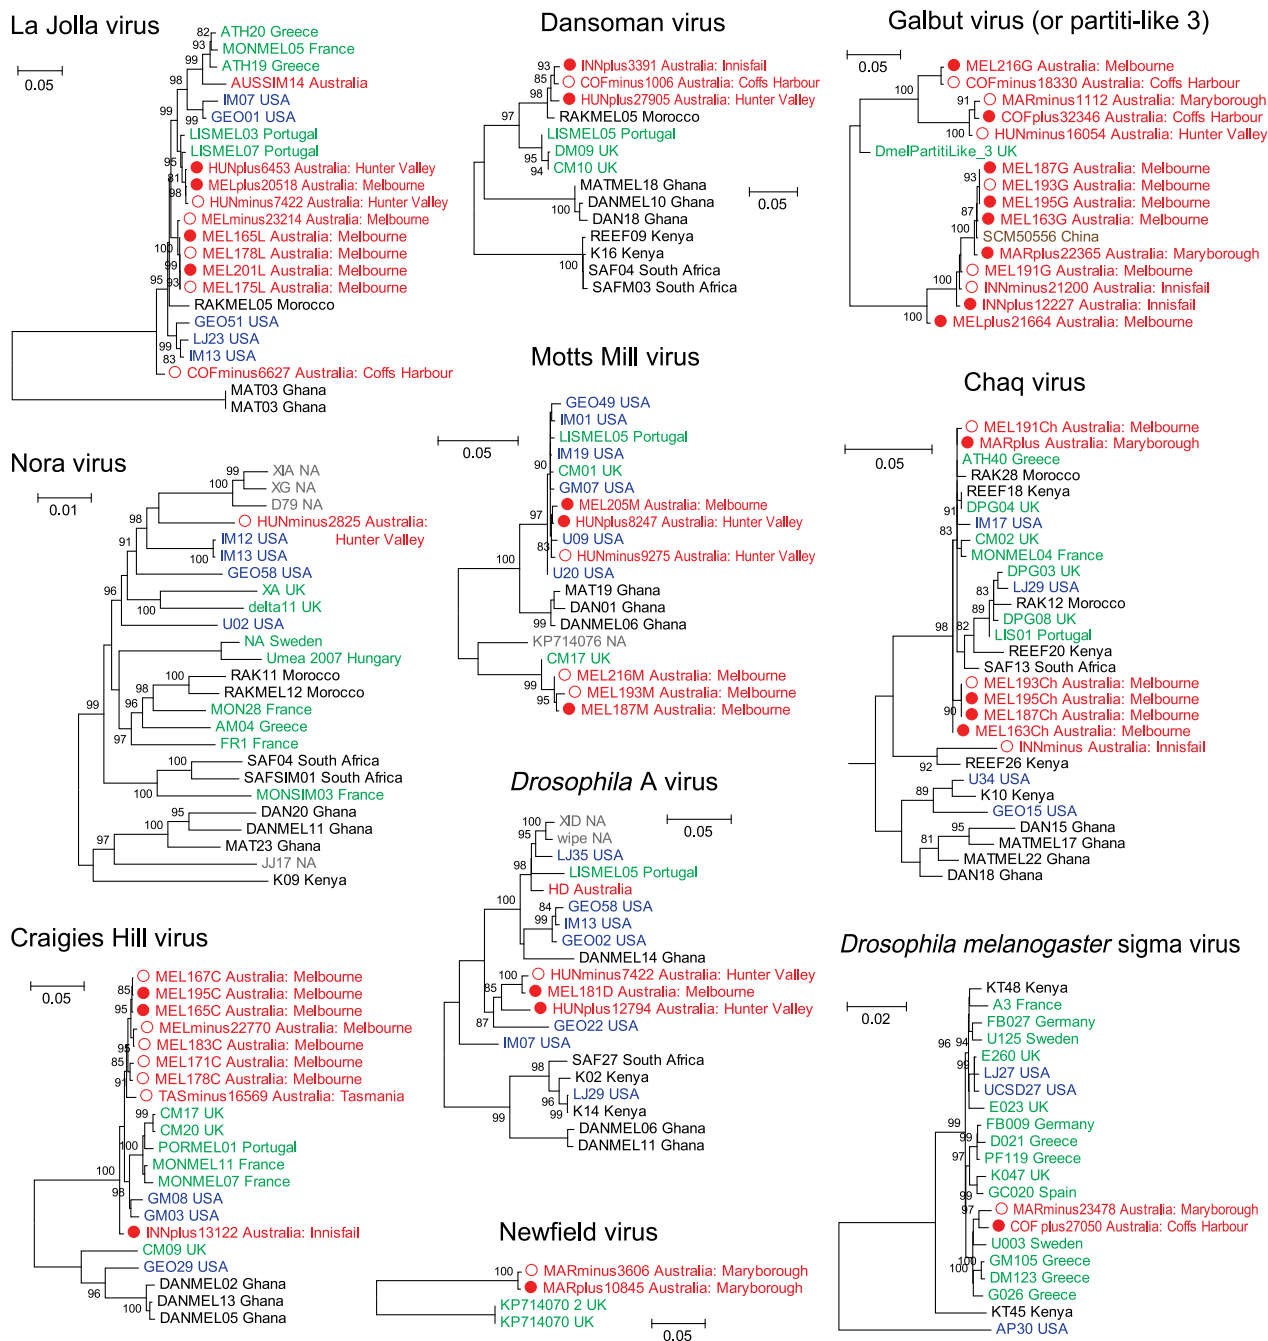 La Jolla virus
0.05
82
ATH20 Greece
93
MONMEL05 France
99
ATH19 Greece
98
AUSSIM14 Australia
99
IM07 USA
99
GEO01 USA
LISMEL03 Portugal
LISMEL07 Portugal
95
HUNplus6453 Australia: Hunter Valley
81
MELplus20518 Australia: Melbourne
98
HUNminus7422 Australia: Hunter Valley
MELminus23214 Australia: Melbourne
MEL165L Australia: Melbourne
100
MEL178L Australia: Melbourne
99
MEL201L Australia: Melbourne
93
MEL175L Australia: Melbourne
95
RAKMEL05 Morocco
GEO51 USA
LJ23 USA
99
IM13 USA
83
COFminus6627 Australia: Coffs Harbour
MAT03 Ghana
MAT03 Ghana
Dansoman virus
93
INNplus3391 Australia: Innisfail
85
COFminus1006 Australia: Coffs Harbour
98
HUNplus27905 Australia: Hunter Valley
97
RAKMEL05 Morocco
LISMEL05 Portugal
95
DM09 UK
94
CM10 UK
MATMEL18 Ghana
DANMEL10 Ghana
100
DAN18 Ghana
0.05
REEF09 Kenya
K16 Kenya
100
SAF04 South Africa
SAFM03 South Africa
Galbut virus (or partiti-like 3)
0.05
MEL216G Australia: Melbourne
100
COFminus18330 Australia: Coffs Harbour
91
MARminus1112 Australia: Maryborough
COFplus32346 Australia: Coffs Harbour
100
HUNminus16054 Australia: Hunter Valley
DmelPartitiLike_3 UK
93
MEL187G Australia: Melbourne
MEL193G Australia: Melbourne
MEL195G Australia: Melbourne
87
MEL163G Australia: Melbourne
100
SCM50556 China
MARplus22365 Australia: Maryborough
MEL191G Australia: Melbourne
100
INNminus21200 Australia: Innisfail
INNplus12227 Australia: Innisfail
100
MELplus21664 Australia: Melbourne
Nora virus
0.01
99
XIA NA
100
XG NA
D79 NA
98
HUNminus2825 Australia:
Hunter Valley
91
IM12 USA
100
IM13 USA
GEO58 USA
96
XA UK
100
delta11 UK
U02 USA
NA Sweden
Umea 2007 Hungary
100
RAK11 Morocco
98
RAKMEL12 Morocco
99
96
MON28 France
AM04 Greece
97
FR1 France
100
SAF04 South Africa
SAFSIM01 South Africa
100
MONSIM03 France
95
DAN20 Ghana
100
DANMEL11 Ghana
97
MAT23 Ghana
JJ17 NA
K09 Kenya
Motts Mill virus
0.05
GEO49 USA
IM01 USA
LISMEL05 Portugal
IM19 USA
90
CM01 UK
GM07 USA
MEL205M Australia: Melbourne
97
HUNplus8247 Australia: Hunter Valley
U09 USA
83
HUNminus9275 Australia: Hunter Valley
100
U20 USA
MAT19 Ghana
DAN01 Ghana
99
DANMEL06 Ghana
KP714076 NA
CM17 UK
99
MEL216M Australia: Melbourne
MEL193M Australia: Melbourne
95
MEL187M Australia: Melbourne
Chaq virus
0.05
MEL191Ch Australia: Melbourne
MARplus Australia: Maryborough
ATH40 Greece
RAK28 Morocco
REEF18 Kenya
91
DPG04 UK
IM17 USA
83
CM02 UK
MONMEL04 France
DPG03 UK
83
LJ29 USA
89
RAK12 Morocco
DPG08 UK
98
82
LIS01 Portugal
REEF20 Kenya
SAF13 South Africa
MEL193Ch Australia: Melbourne
MEL195Ch Australia: Melbourne
90
MEL187Ch Australia: Melbourne
MEL163Ch Australia: Melbourne
INNminus Australia: Innisfail
92
REEF26 Kenya
U34 USA
89
K10 Kenya
GEO15 USA
95
DAN15 Ghana
81
MATMEL17 Ghana
MATMEL22 Ghana
DAN18 Ghana
Drosophila A virus
0.05
100
XID NA
95
wipe NA
LJ35 USA
98
LISMEL05 Portugal
HD Australia
100
84
GEO58 USA
99
IM13 USA
GEO02 USA
DANMEL14 Ghana
100
HUNminus7422 Australia: Hunter Valley
85
MEL181D Australia: Melbourne
HUNplus12794 Australia: Hunter Valley
87
GEO22 USA
IM07 USA
98
SAF27 South Africa
K02 Kenya
96
LJ29 USA
99
K14 Kenya
99
DANMEL06 Ghana
DANMEL11 Ghana
Craigies Hill virus
0.05
MEL167C Australia: Melbourne
85
MEL195C Australia: Melbourne
95
MEL165C Australia: Melbourne
MELminus22770 Australia: Melbourne
95
MEL183C Australia: Melbourne
85
MEL171C Australia: Melbourne
91
MEL178C Australia: Melbourne
TASminus16569 Australia: Tasmania
99
CM17 UK
CM20 UK
100
PORMEL01 Portugal
100
MONMEL11 France
MONMEL07 France
98
GM08 USA
GM03 USA
INNplus13122 Australia: Innisfail
CM09 UK
GEO29 USA
96
DANMEL02 Ghana
100
DANMEL13 Ghana
DANMEL05 Ghana
Newfield virus
100
MARminus3606 Australia: Maryborough
MARplus10845 Australia: Maryborough
KP714070 2 UK
KP714070 UK
0.05
Drosophila melanogaster sigma virus
0.02
KT48 Kenya
A3 France
FB027 Germany
96
94
U125 Sweden
99
E260 UK
LJ27 USA
UCSD27 USA
E023 UK
99
FB009 Germany
99
D021 Greece
97
PF119 Greece
K047 UK
99
GC020 Spain
97
MARminus23478 Australia: Maryborough
COFplus27050 Australia: Coffs Harbour
U003 Sweden
100
GM105 Greece
100
DM123 Greece
G026 Greece
KT45 Kenya
AP30 USA